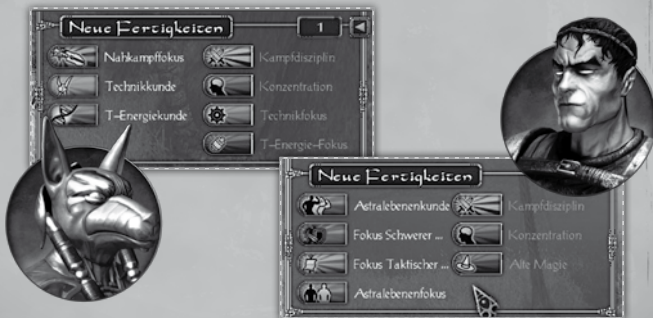 Neue Fertigkeiten
1
Nahkampffokus
Kampfdisziplin
Technikkunde
Konzentration
T-Energiekunde
Technikfokus
T-Energie-Fokus
Neue Fertigkeiten
Astralebenenkunde
Kampfdisziplin
Fokus Schwerer ...
Konzentration
Fokus Taktischer ...
Alte Magie
Astralebenenfokus